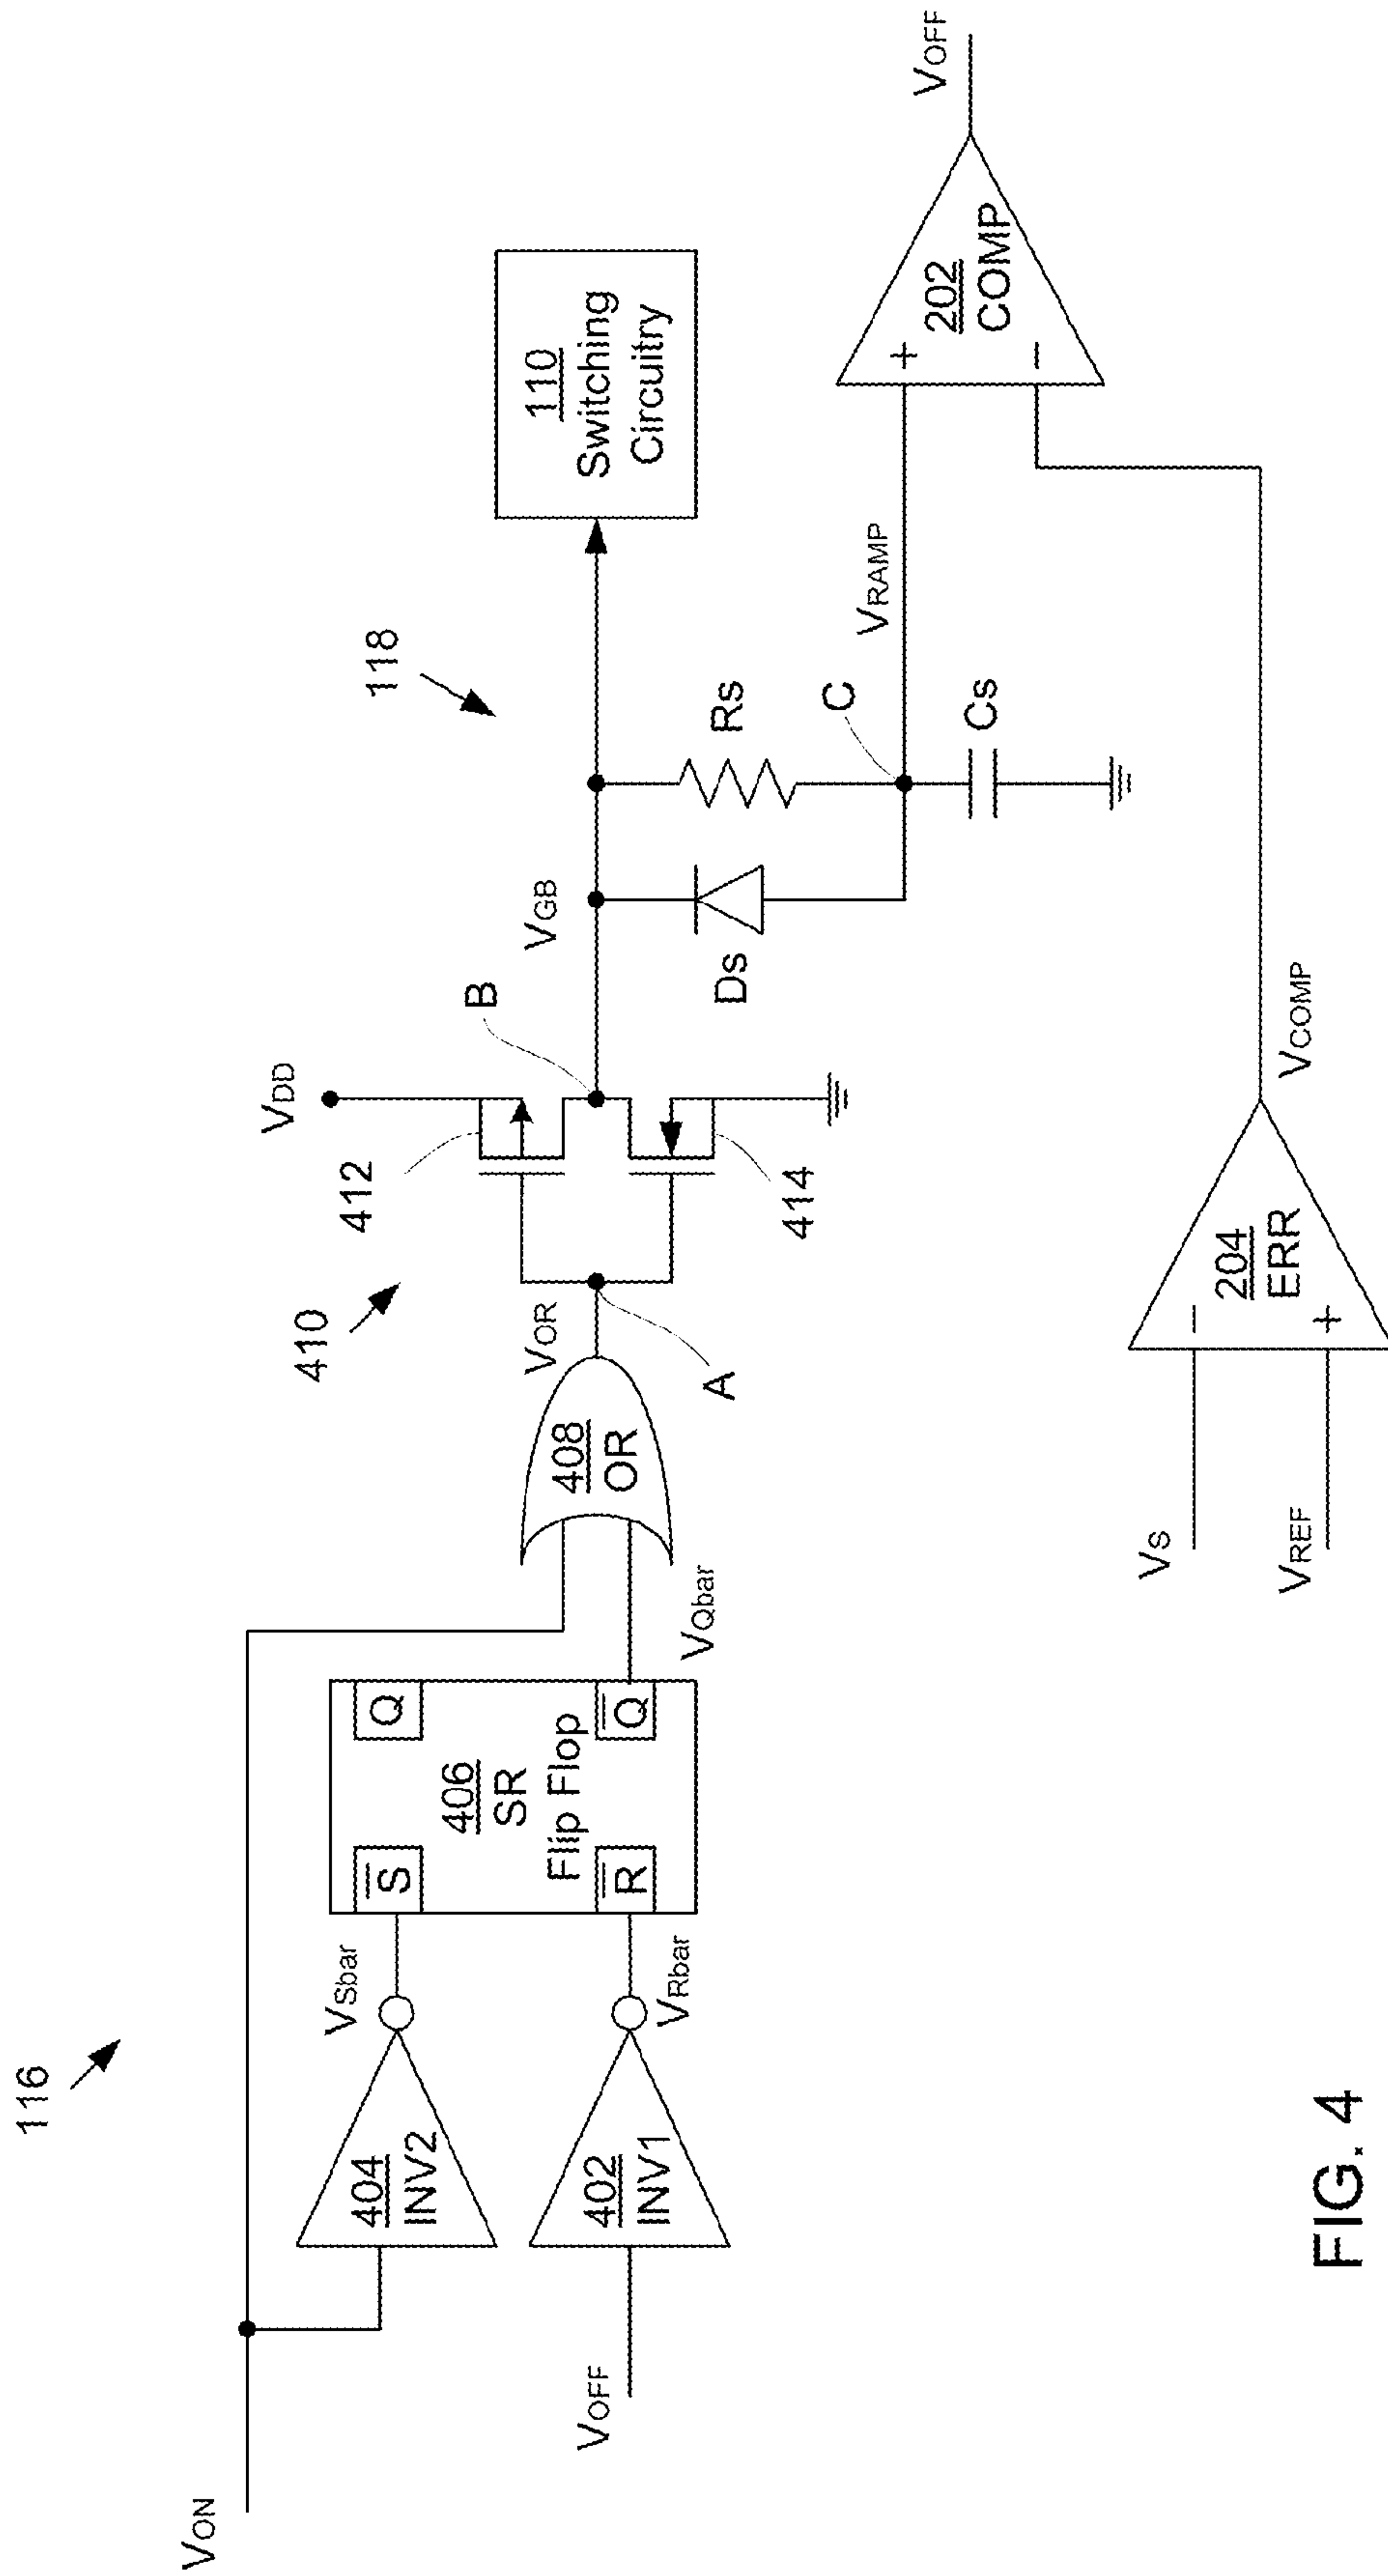 116
VON
VOFF
404
INV2
402
INV1
VSbar
VRbar
S
R
406
SR
Flip Flop
Q
Q
VQbar
408
OR
VOR
A
410
412
414
VDD
B
VGB
118
Ds
Rs
C
Cs
VRAMP
110
Switching
Circuitry
202
COMP
+
−
VOFF
VS
VREF
204
ERR
−
+
VCOMP
FIG. 4